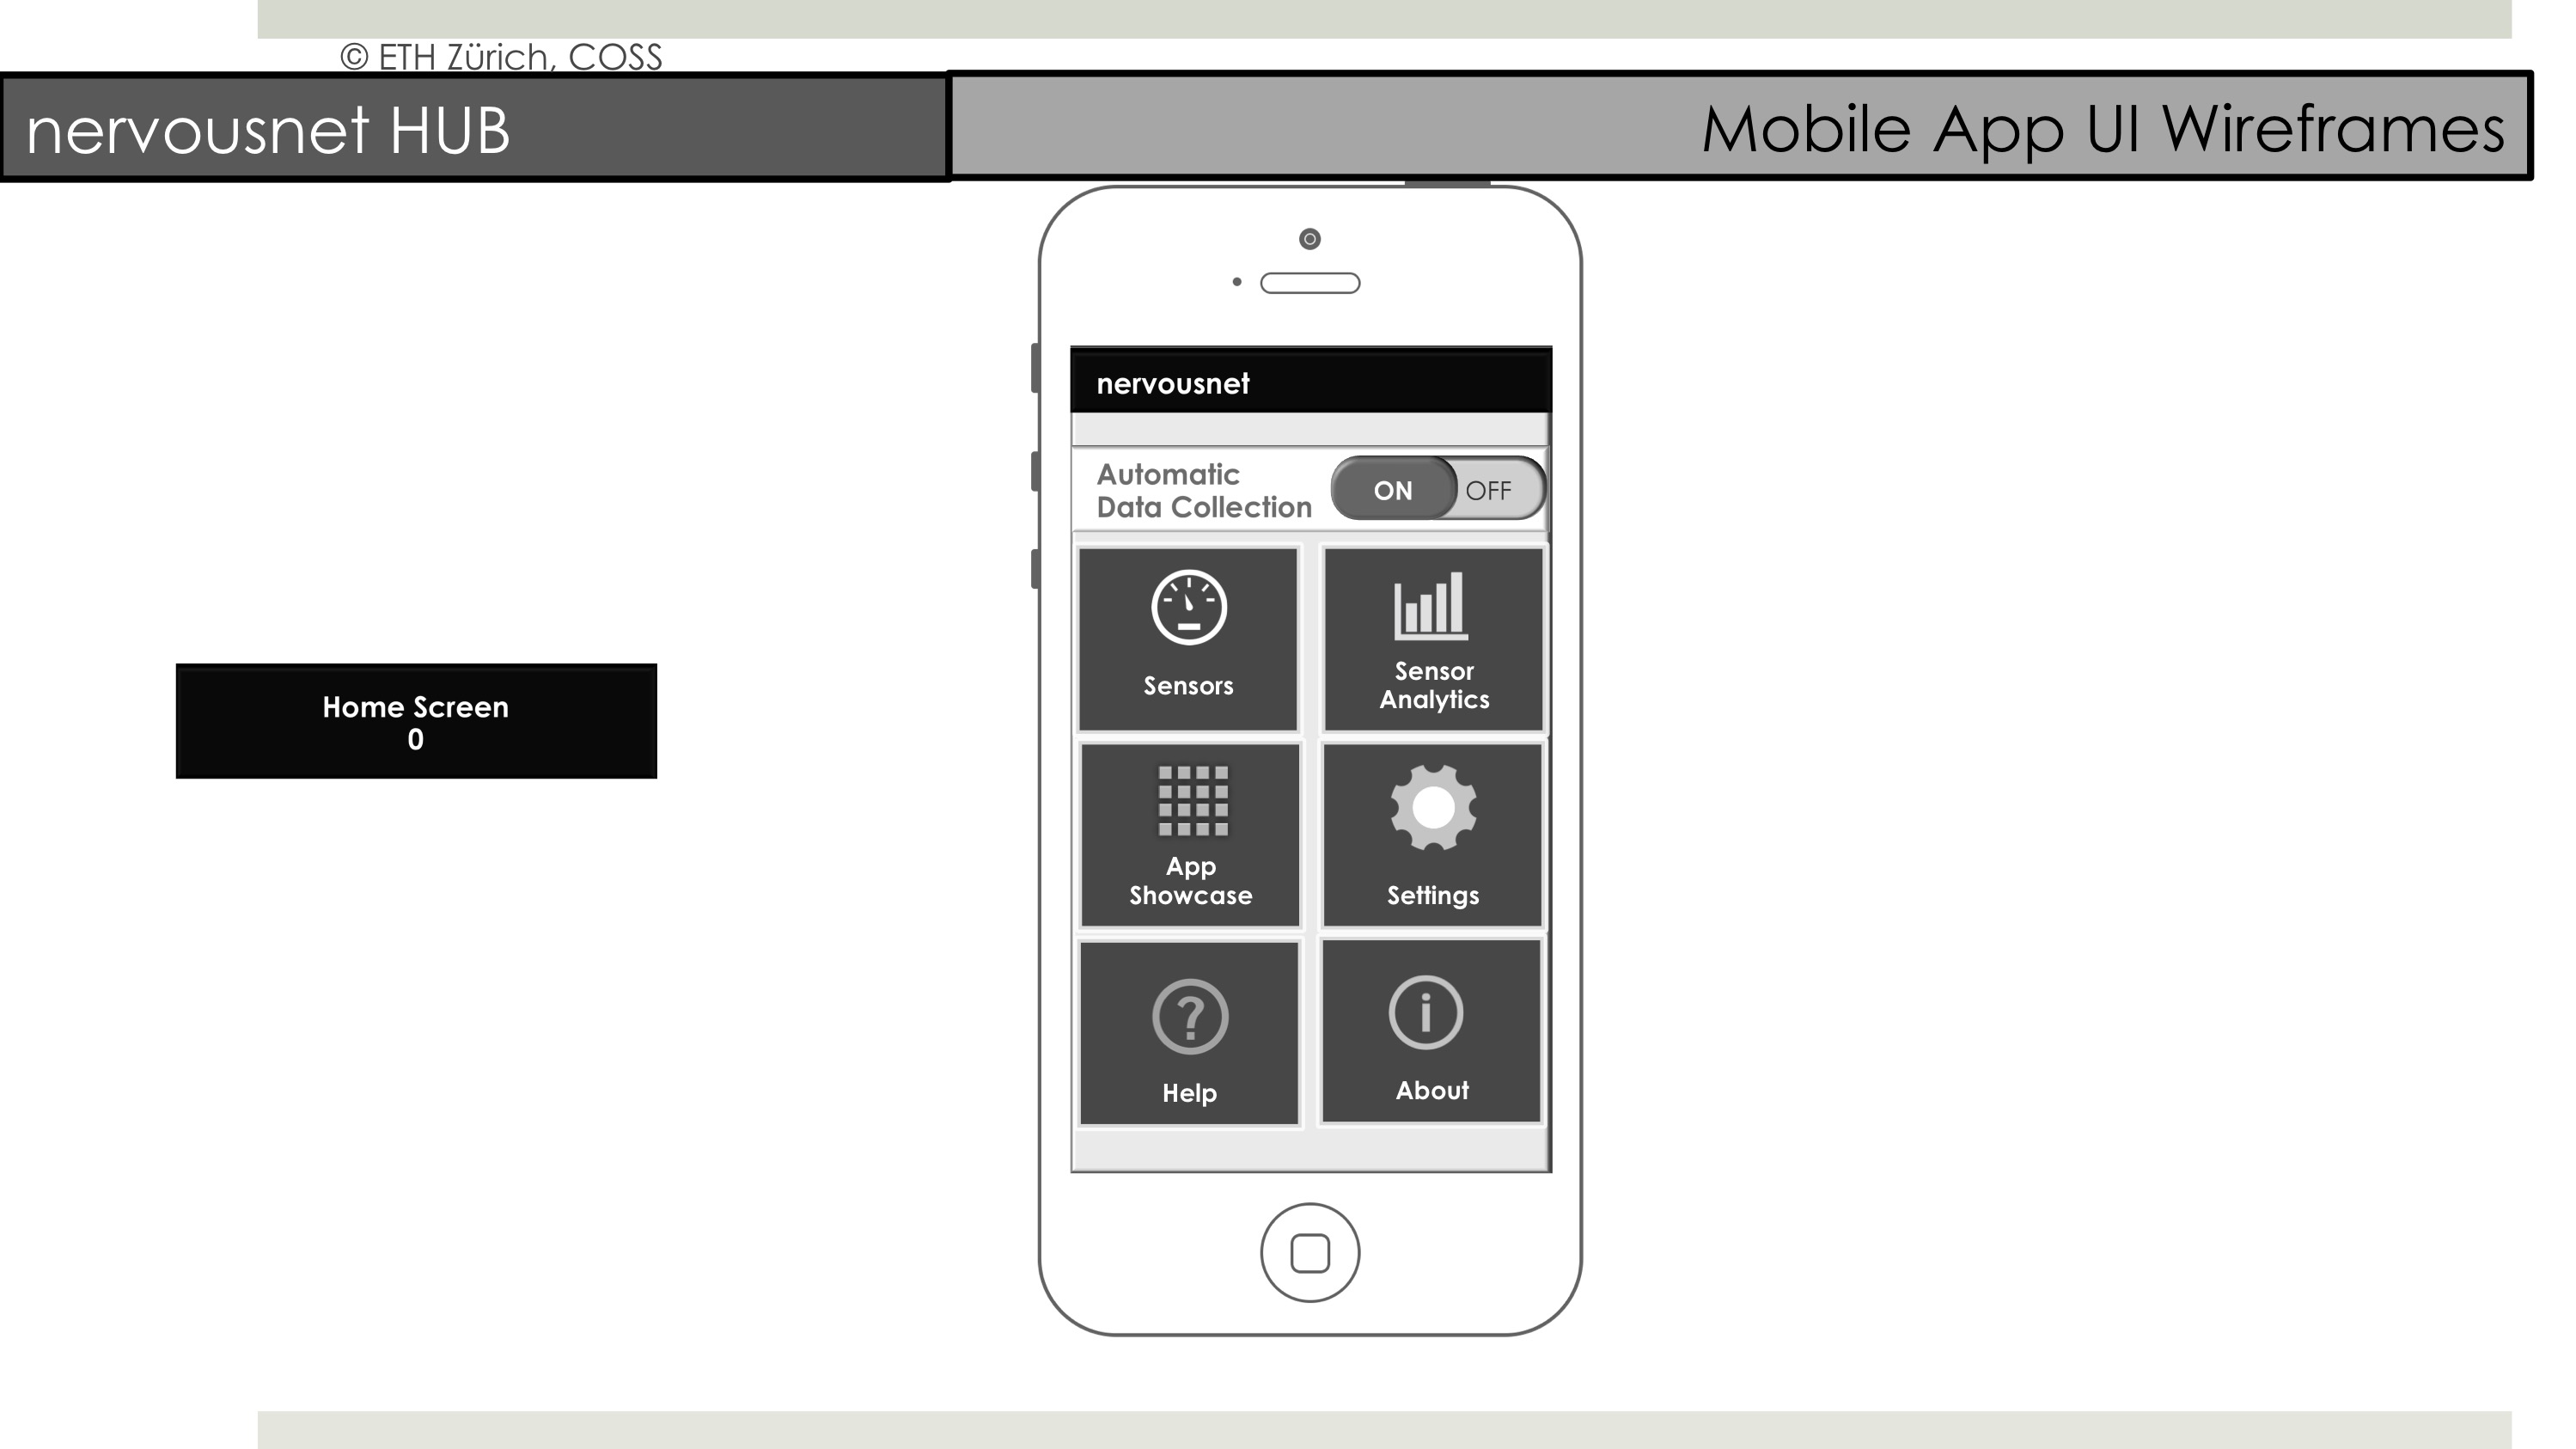 © ETH Zürich, COSS
nervousnet HUB
Mobile App UI Wireframes
nervousnet
Automatic
Data Collection
ON
OFF
Sensors
Sensor
Analytics
Home Screen
0
App
Showcase
Settings
Help
About